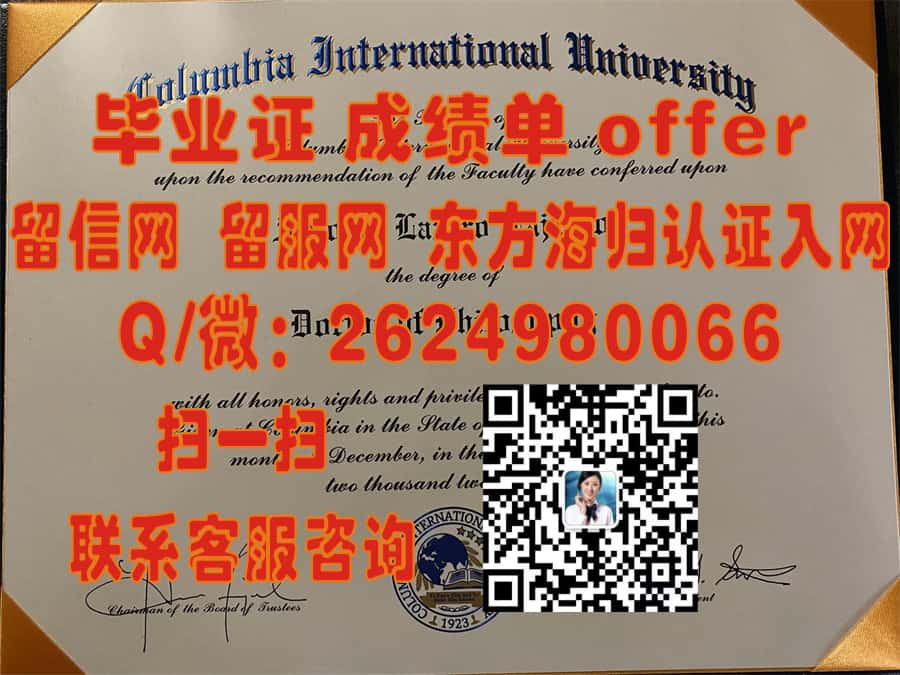 Columbia International University
毕业证 成绩单 offer
upon the recommendation of the Faculty have conferred upon
留信网 留服网 东方海归认证入网
the degree of
Q/微:2624980066
with all honors, rights and
in the State
扫一扫
December, in the
two thousand
联系客服咨询
Chairman of the Board of Trustees
1923